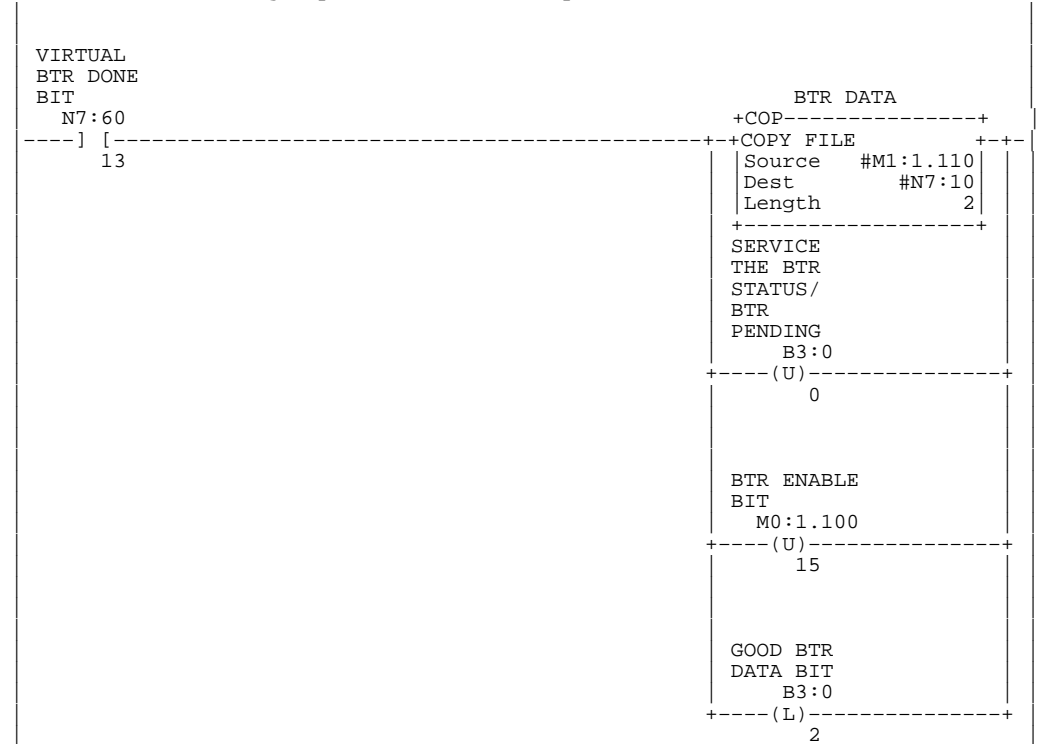 VIRTUAL
BTR DONE
BIT BTR DATA
N7:60 +COP---------------+
----] [----------------------------------------------+-+COPY FILE +-+-
13 Source #M1:1.110
Dest #N7:10
Length 2
+-------------------+
SERVICE
THE BTR
STATUS/
BTR
PENDING
B3:0
+----(U)---------------+
0
BTR ENABLE
BIT
M0:1.100
+----(U)---------------+
15
GOOD BTR
DATA BIT
B3:0
+----(L)---------------+
2